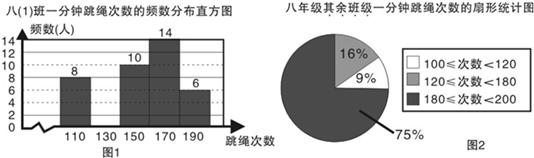 八(1)班一分钟跳绳次数的频数分布直方图
频数(人)
14
12
10
8
6
4
2
0
8
10
14
6
110 130 150 170 190
跳绳次数
图1
八年级其余班级一分钟跳绳次数的扇形统计图
16%
9%
75%
100≤次数<120
120≤次数<180
180≤次数<200
图2